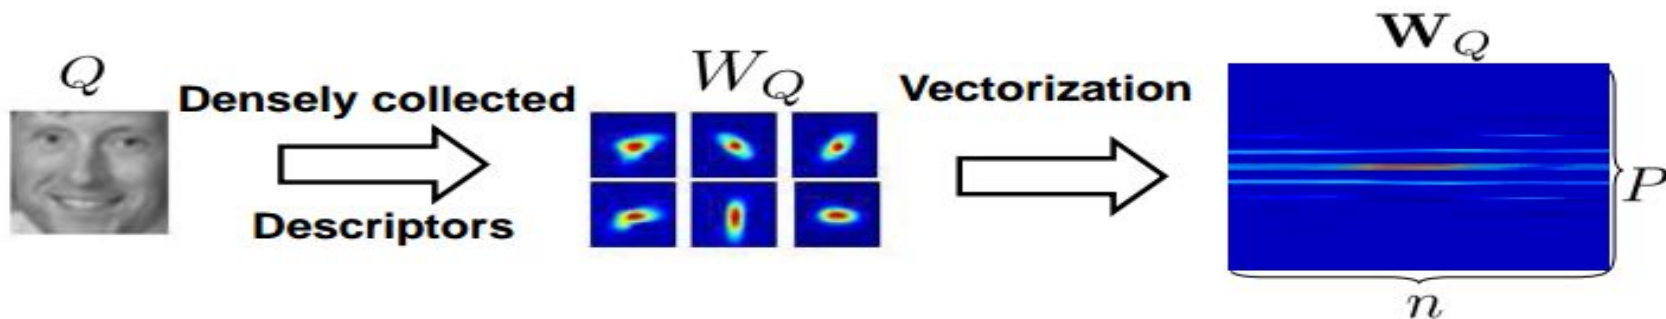 Q
Densely collected
Descriptors
W_Q
Vectorization
𝐖_Q
P
n